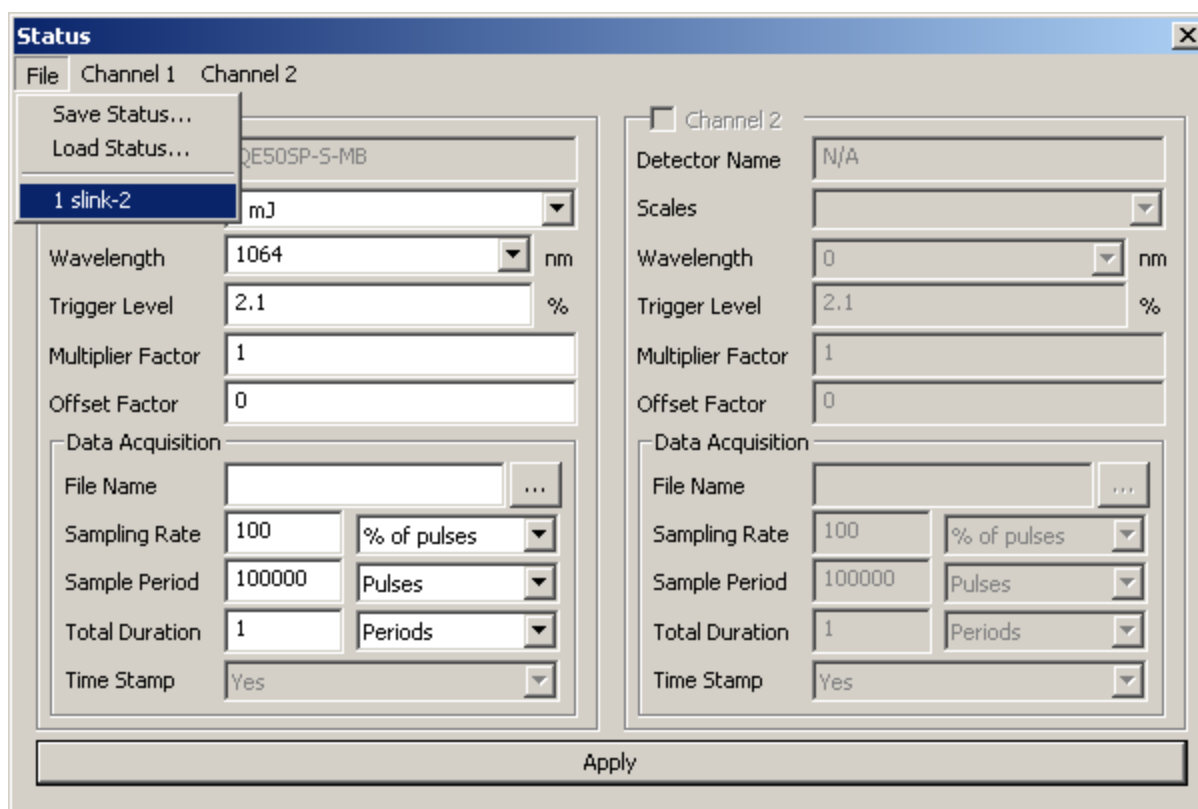 Status
File Channel 1 Channel 2
Save Status...
Load Status...
1 slink-2
QE50SP-S-MB
mJ
Wavelength 1064 nm
Trigger Level 2.1 %
Multiplier Factor 1
Offset Factor 0
Data Acquisition
File Name ...
Sampling Rate 100 % of pulses
Sample Period 100000 Pulses
Total Duration 1 Periods
Time Stamp Yes
Channel 2
Detector Name N/A
Scales
Wavelength 0 nm
Trigger Level 2.1 %
Multiplier Factor 1
Offset Factor 0
Data Acquisition
File Name ...
Sampling Rate 100 % of pulses
Sample Period 100000 Pulses
Total Duration 1 Periods
Time Stamp Yes
Apply